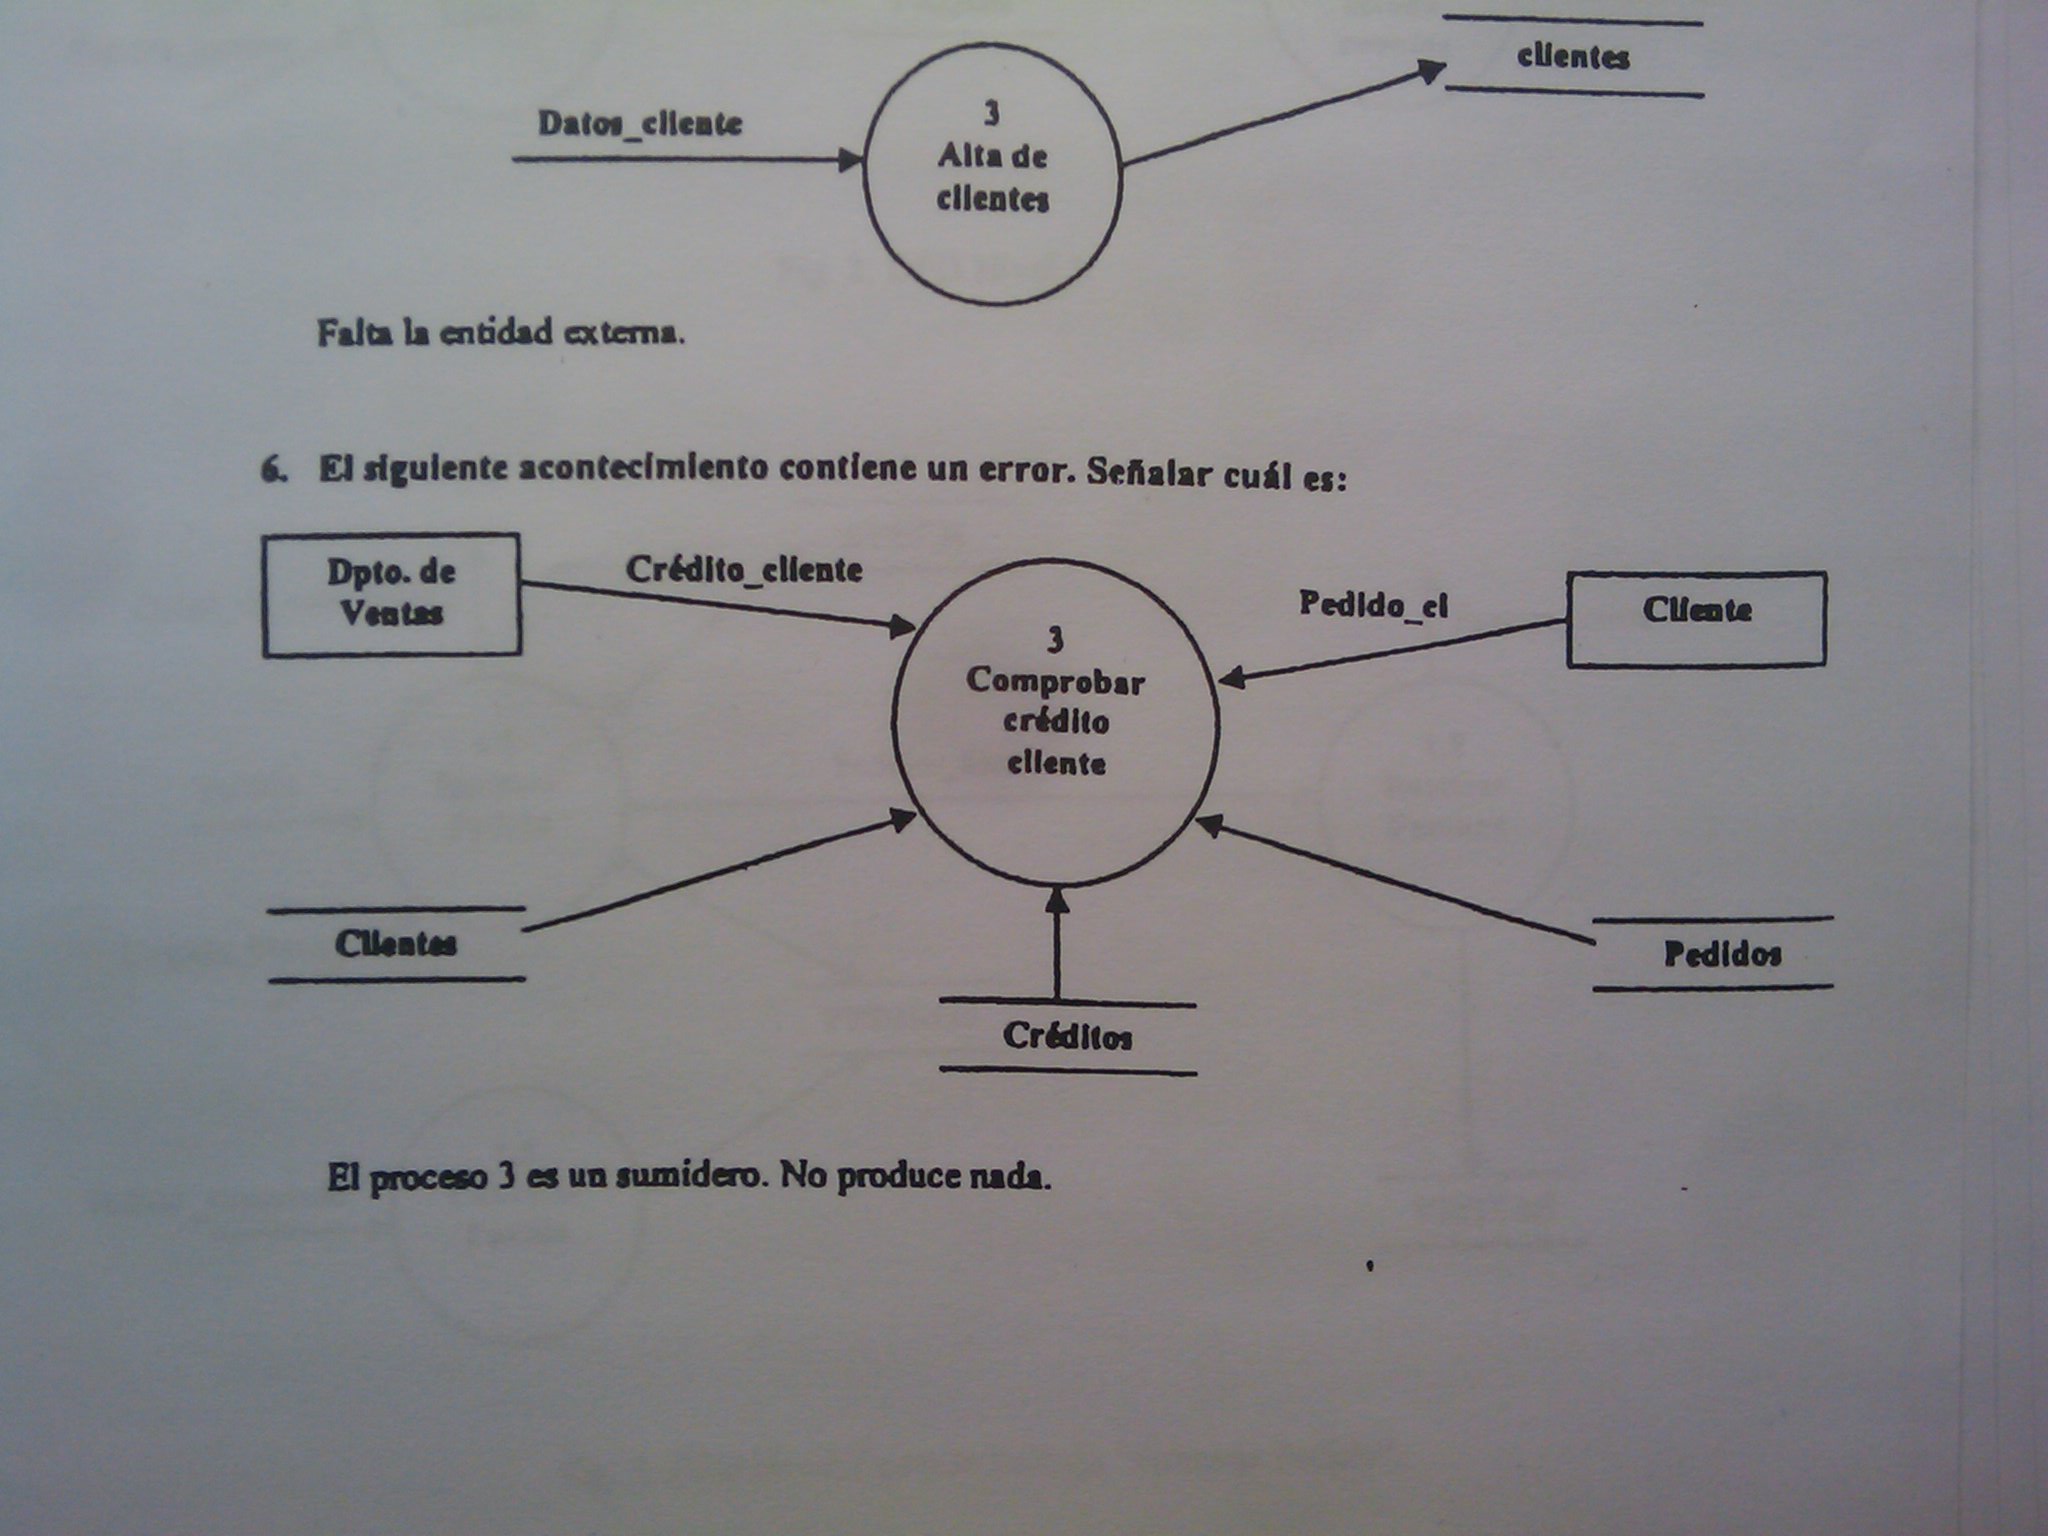 clientes
Datos_cliente
3
Alta de
clientes
Falta la entidad externa.
6. El siguiente acontecimiento contiene un error. Señalar cuál es:
Dpto. de
Ventas
Crédito_cliente
Pedido_cl
Cliente
3
Comprobar
crédito
cliente
Clientes
Créditos
Pedidos
El proceso 3 es un sumidero. No produce nada.